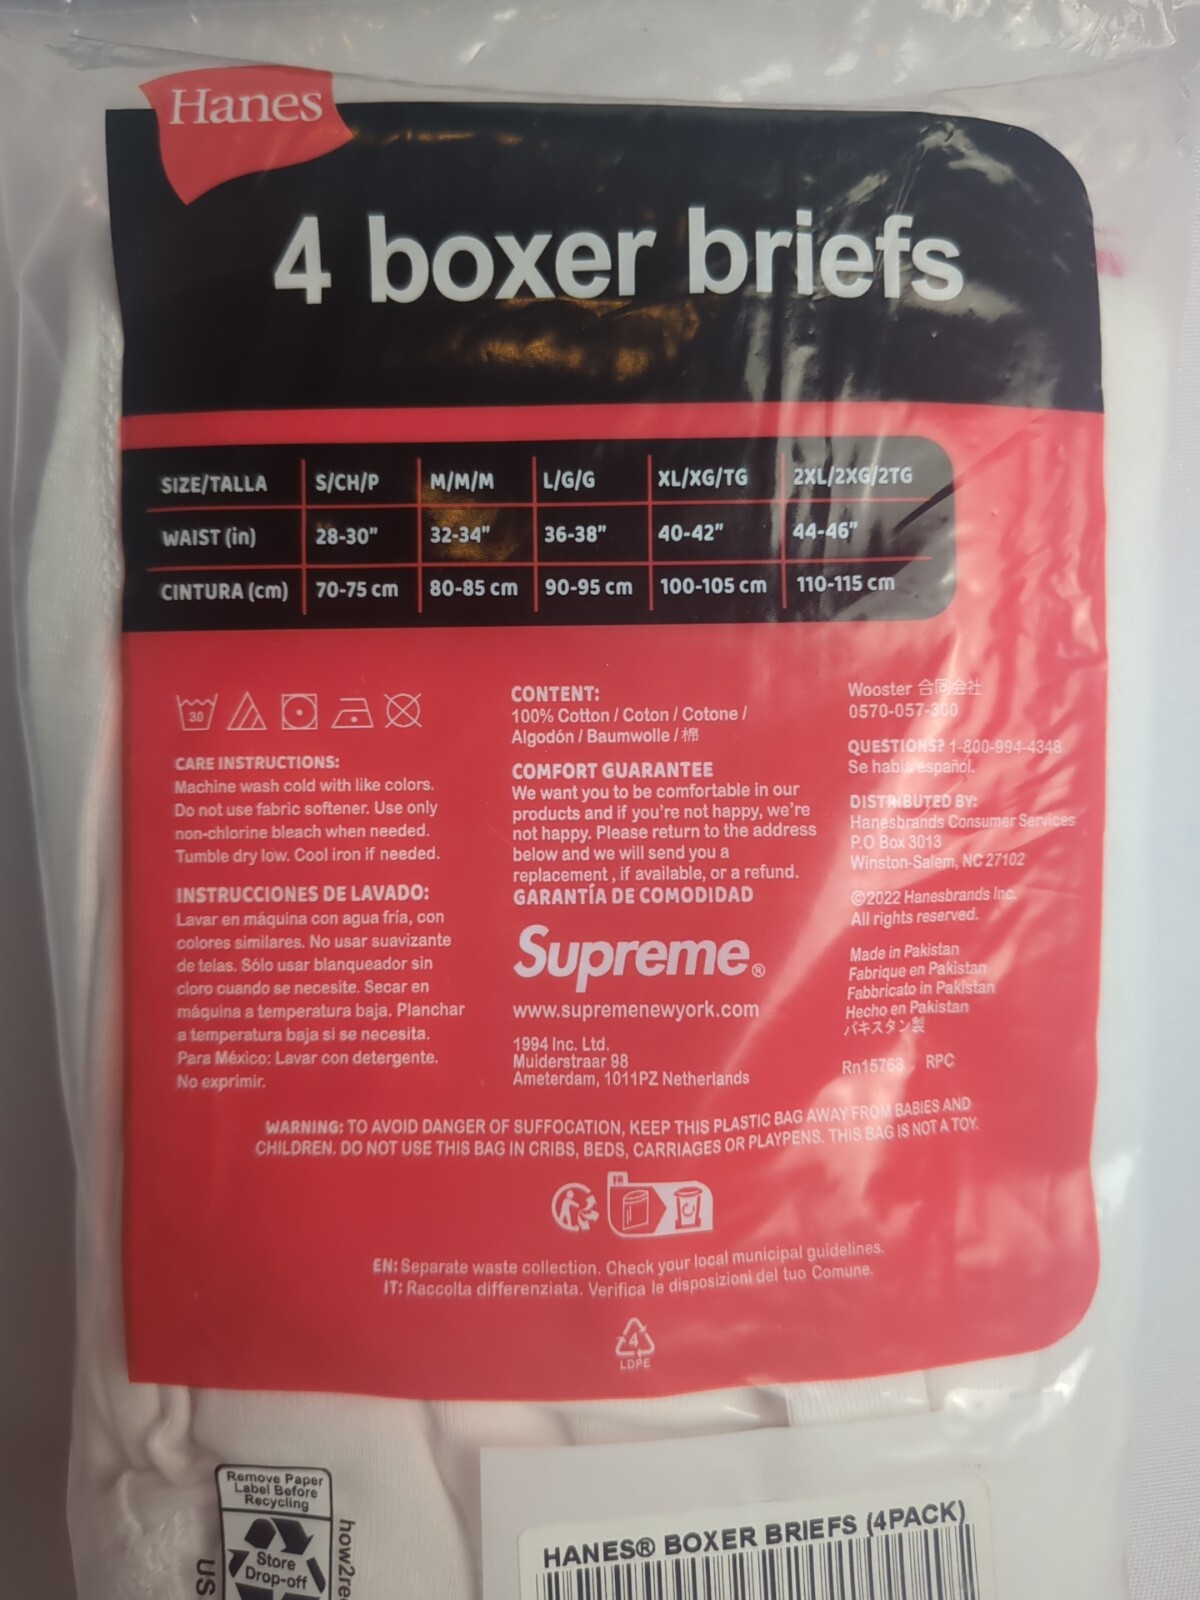 Hanes
4 boxer briefs
SIZE/TALLA S/CH/P M/M/M L/G/G XL/XG/TG 2XL/2XG/2TG
WAIST (in) 28-30" 32-34" 36-38" 40-42" 44-46"
CINTURA (cm) 70-75 cm 80-85 cm 90-95 cm 100-105 cm 110-115 cm
30
CARE INSTRUCTIONS:
Machine wash cold with like colors.
Do not use fabric softener. Use only
non-chlorine bleach when needed.
Tumble dry low. Cool iron if needed.
INSTRUCCIONES DE LAVADO:
Lavar en máquina con agua fría, con
colores similares. No usar suavizante
de telas. Sólo usar blanqueador sin
cloro cuando se necesite. Secar en
máquina a temperatura baja. Planchar
a temperatura baja si se necesita.
Para México: Lavar con detergente.
No exprimir.
CONTENT:
100% Cotton / Coton / Cotone /
Algodón / Baumwolle / 棉
COMFORT GUARANTEE
We want you to be comfortable in our
products and if you're not happy, we're
not happy. Please return to the address
below and we will send you a
replacement , if available, or a refund.
GARANTÍA DE COMODIDAD
Supreme®
www.supremenewyork.com
1994 Inc. Ltd.
Muiderstraar 98
Ameterdam, 1011PZ Netherlands
Wooster 合同会社
0570-057-300
QUESTIONS? 1-800-994-4348
Se habla español.
DISTRIBUTED BY:
Hanesbrands Consumer Services
P.O Box 3013
Winston-Salem, NC 27102
©2022 Hanesbrands Inc.
All rights reserved.
Made in Pakistan
Fabrique en Pakistan
Fabbricato in Pakistan
Hecho en Pakistan
パキスタン製
Rn15763 RPC
WARNING: TO AVOID DANGER OF SUFFOCATION, KEEP THIS PLASTIC BAG AWAY FROM BABIES AND
CHILDREN. DO NOT USE THIS BAG IN CRIBS, BEDS, CARRIAGES OR PLAYPENS. THIS BAG IS NOT A TOY.
FR
EN: Separate waste collection. Check your local municipal guidelines.
IT: Raccolta differenziata. Verifica le disposizioni del tuo Comune.
4
LDPE
Remove Paper
Label Before
Recycling
Store
Drop-off
US
HANES® BOXER BRIEFS (4PACK)